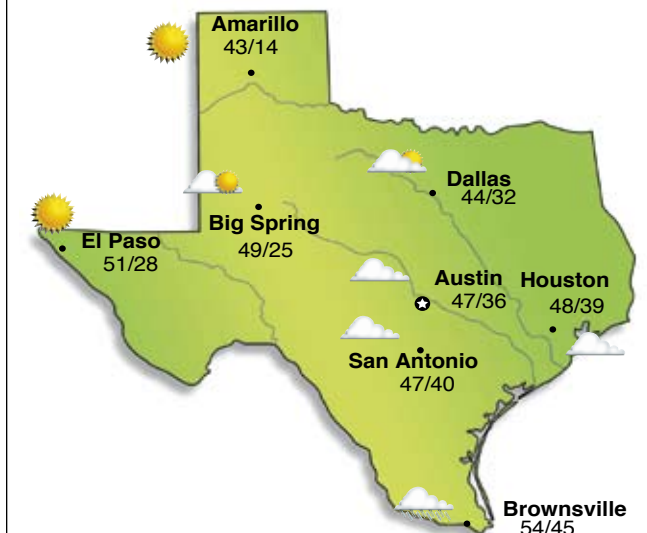 Amarillo
43/14
Dallas
44/32
Big Spring
49/25
El Paso
51/28
Austin
47/36
Houston
48/39
San Antonio
47/40
Brownsville
54/45